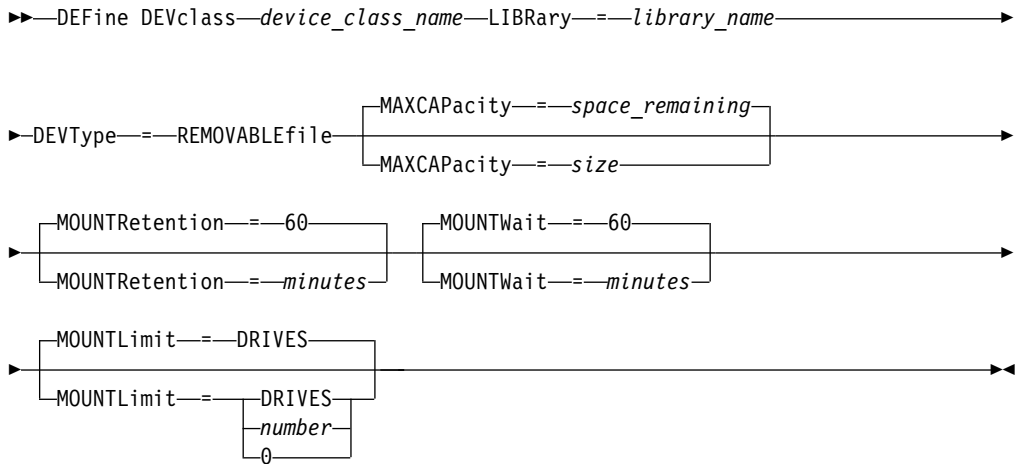 DEFine DEVclass device_class_name LIBRary = library_name
MAXCAPacity = space_remaining
DEVType = REMOVABLEfile
MAXCAPacity = size
MOUNTRetention = 60 MOUNTWait = 60
MOUNTRetention = minutes MOUNTWait = minutes
MOUNTLimit = DRIVES
MOUNTLimit = DRIVES
number
0